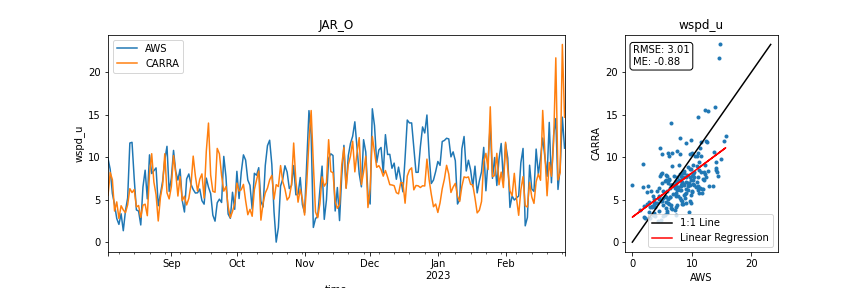 JAR_O
wspd_u
AWS
CARRA
20
15
10
5
0
wspd_u
Sep
Oct
Nov
Dec
Jan
2023
Feb
time
wspd_u
RMSE: 3.01
ME: -0.88
20
15
10
5
0
CARRA
1:1 Line
Linear Regression
0
10
20
AWS